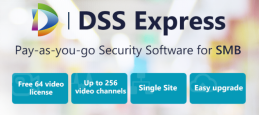 DSS Express
Pay-as-you-go Security Software for SMB
Free 64 video
license
Up to 256
video channels
Single Site
Easy upgrade